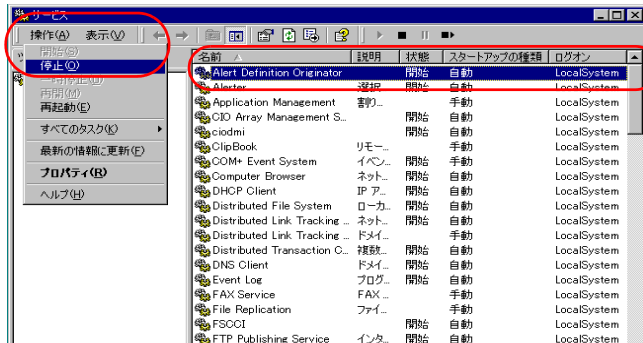 サービス
操作(A) 表示(V)
開始(S)
停止(O)
一時停止(U)
再開(M)
再起動(E)
すべてのタスク(K)
最新の情報に更新(F)
プロパティ(R)
ヘルプ(H)
名前 説明 状態 スタートアップの種類 ログオン
Alert Definition Originator 開始 自動 LocalSystem
Alerter 選択... 開始 自動 LocalSystem
Application Management 割り... 手動 LocalSystem
CIO Array Management S... 開始 自動 LocalSystem
ciodmi 開始 自動 LocalSystem
ClipBook リモー... 手動 LocalSystem
COM+ Event System イベン... 開始 手動 LocalSystem
Computer Browser ネット... 開始 自動 LocalSystem
DHCP Client IP ア... 開始 自動 LocalSystem
Distributed File System ローカ... 開始 自動 LocalSystem
Distributed Link Tracking ... ネット... 開始 自動 LocalSystem
Distributed Link Tracking ... ドメイ... 手動 LocalSystem
Distributed Transaction C... 複数... 開始 自動 LocalSystem
DNS Client ドメイ... 開始 自動 LocalSystem
Event Log プログ... 開始 自動 LocalSystem
FAX Service FAX ... 手動 LocalSystem
File Replication ファイ... 手動 LocalSystem
FSCCI 開始 自動 LocalSystem
FTP Publishing Service インタ... 開始 自動 LocalSystem